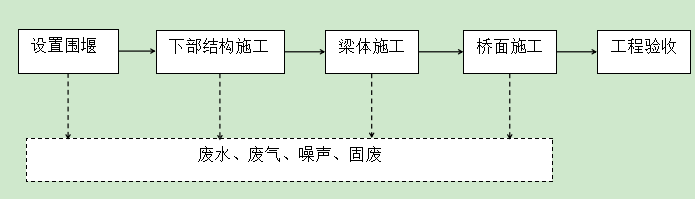 设置围堰
下部结构施工
梁体施工
桥面施工
工程验收
废水、废气、噪声、固废